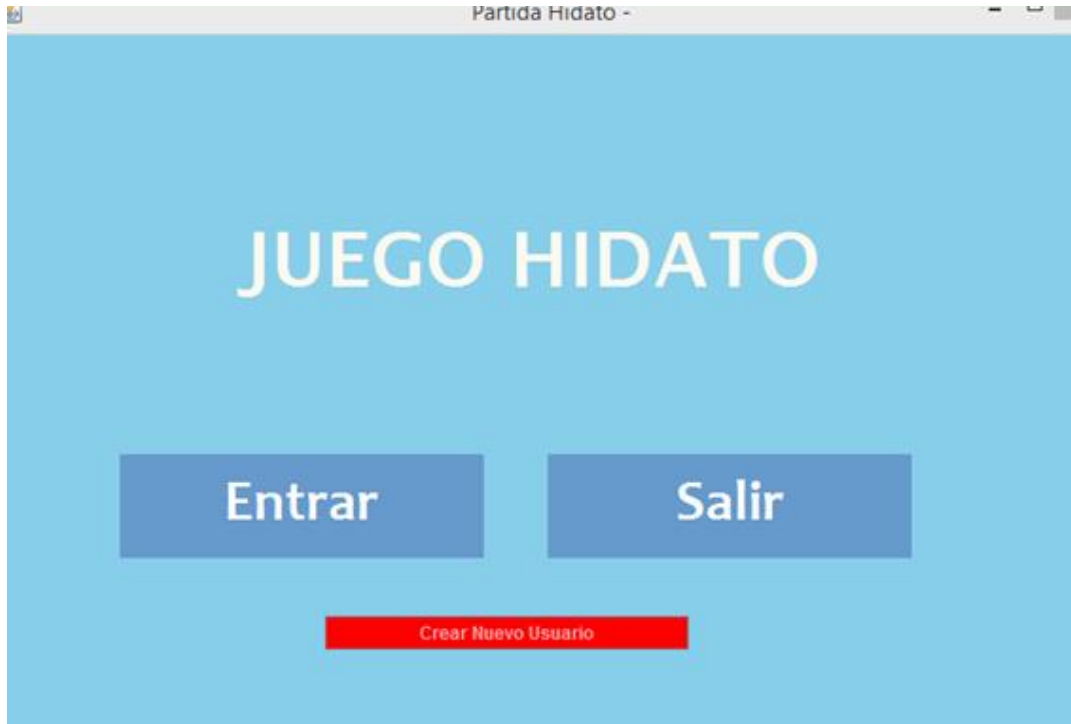 Partida Hidato -
JUEGO HIDATO
Entrar
Salir
Crear Nuevo Usuario